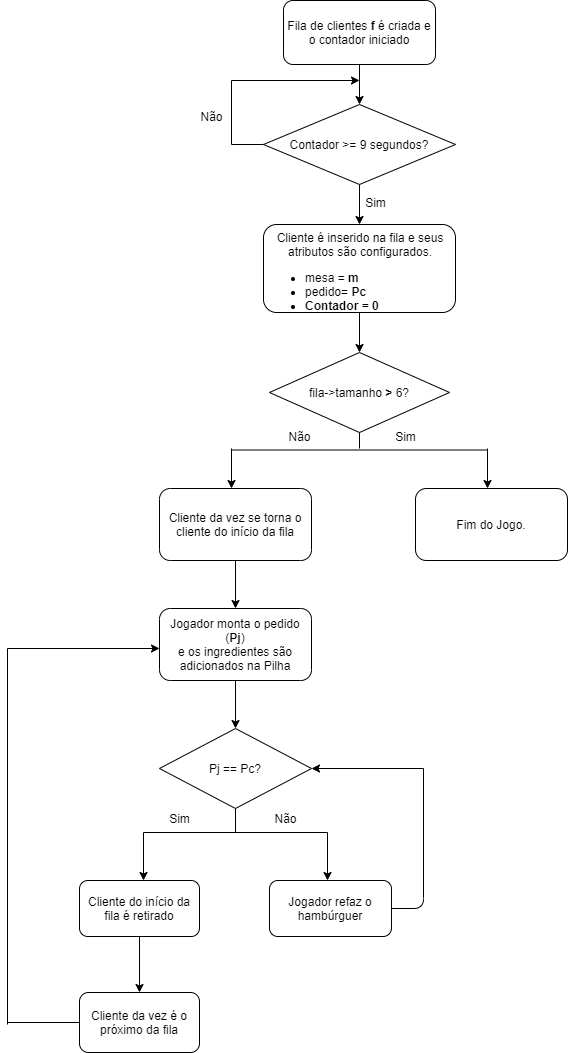 Fila de clientes f é criada e
o contador iniciado
Não
Contador >= 9 segundos?
Sim
Cliente é inserido na fila e seus
atributos são configurados.
• mesa = m
• pedido= Pc
• Contador = 0
fila->tamanho > 6?
Não
Sim
Cliente da vez se torna o
cliente do início da fila
Fim do Jogo.
Jogador monta o pedido
(Pj)
e os ingredientes são
adicionados na Pilha
Pj == Pc?
Sim
Não
Cliente do início da
fila é retirado
Jogador refaz o
hambúrguer
Cliente da vez é o
próximo da fila